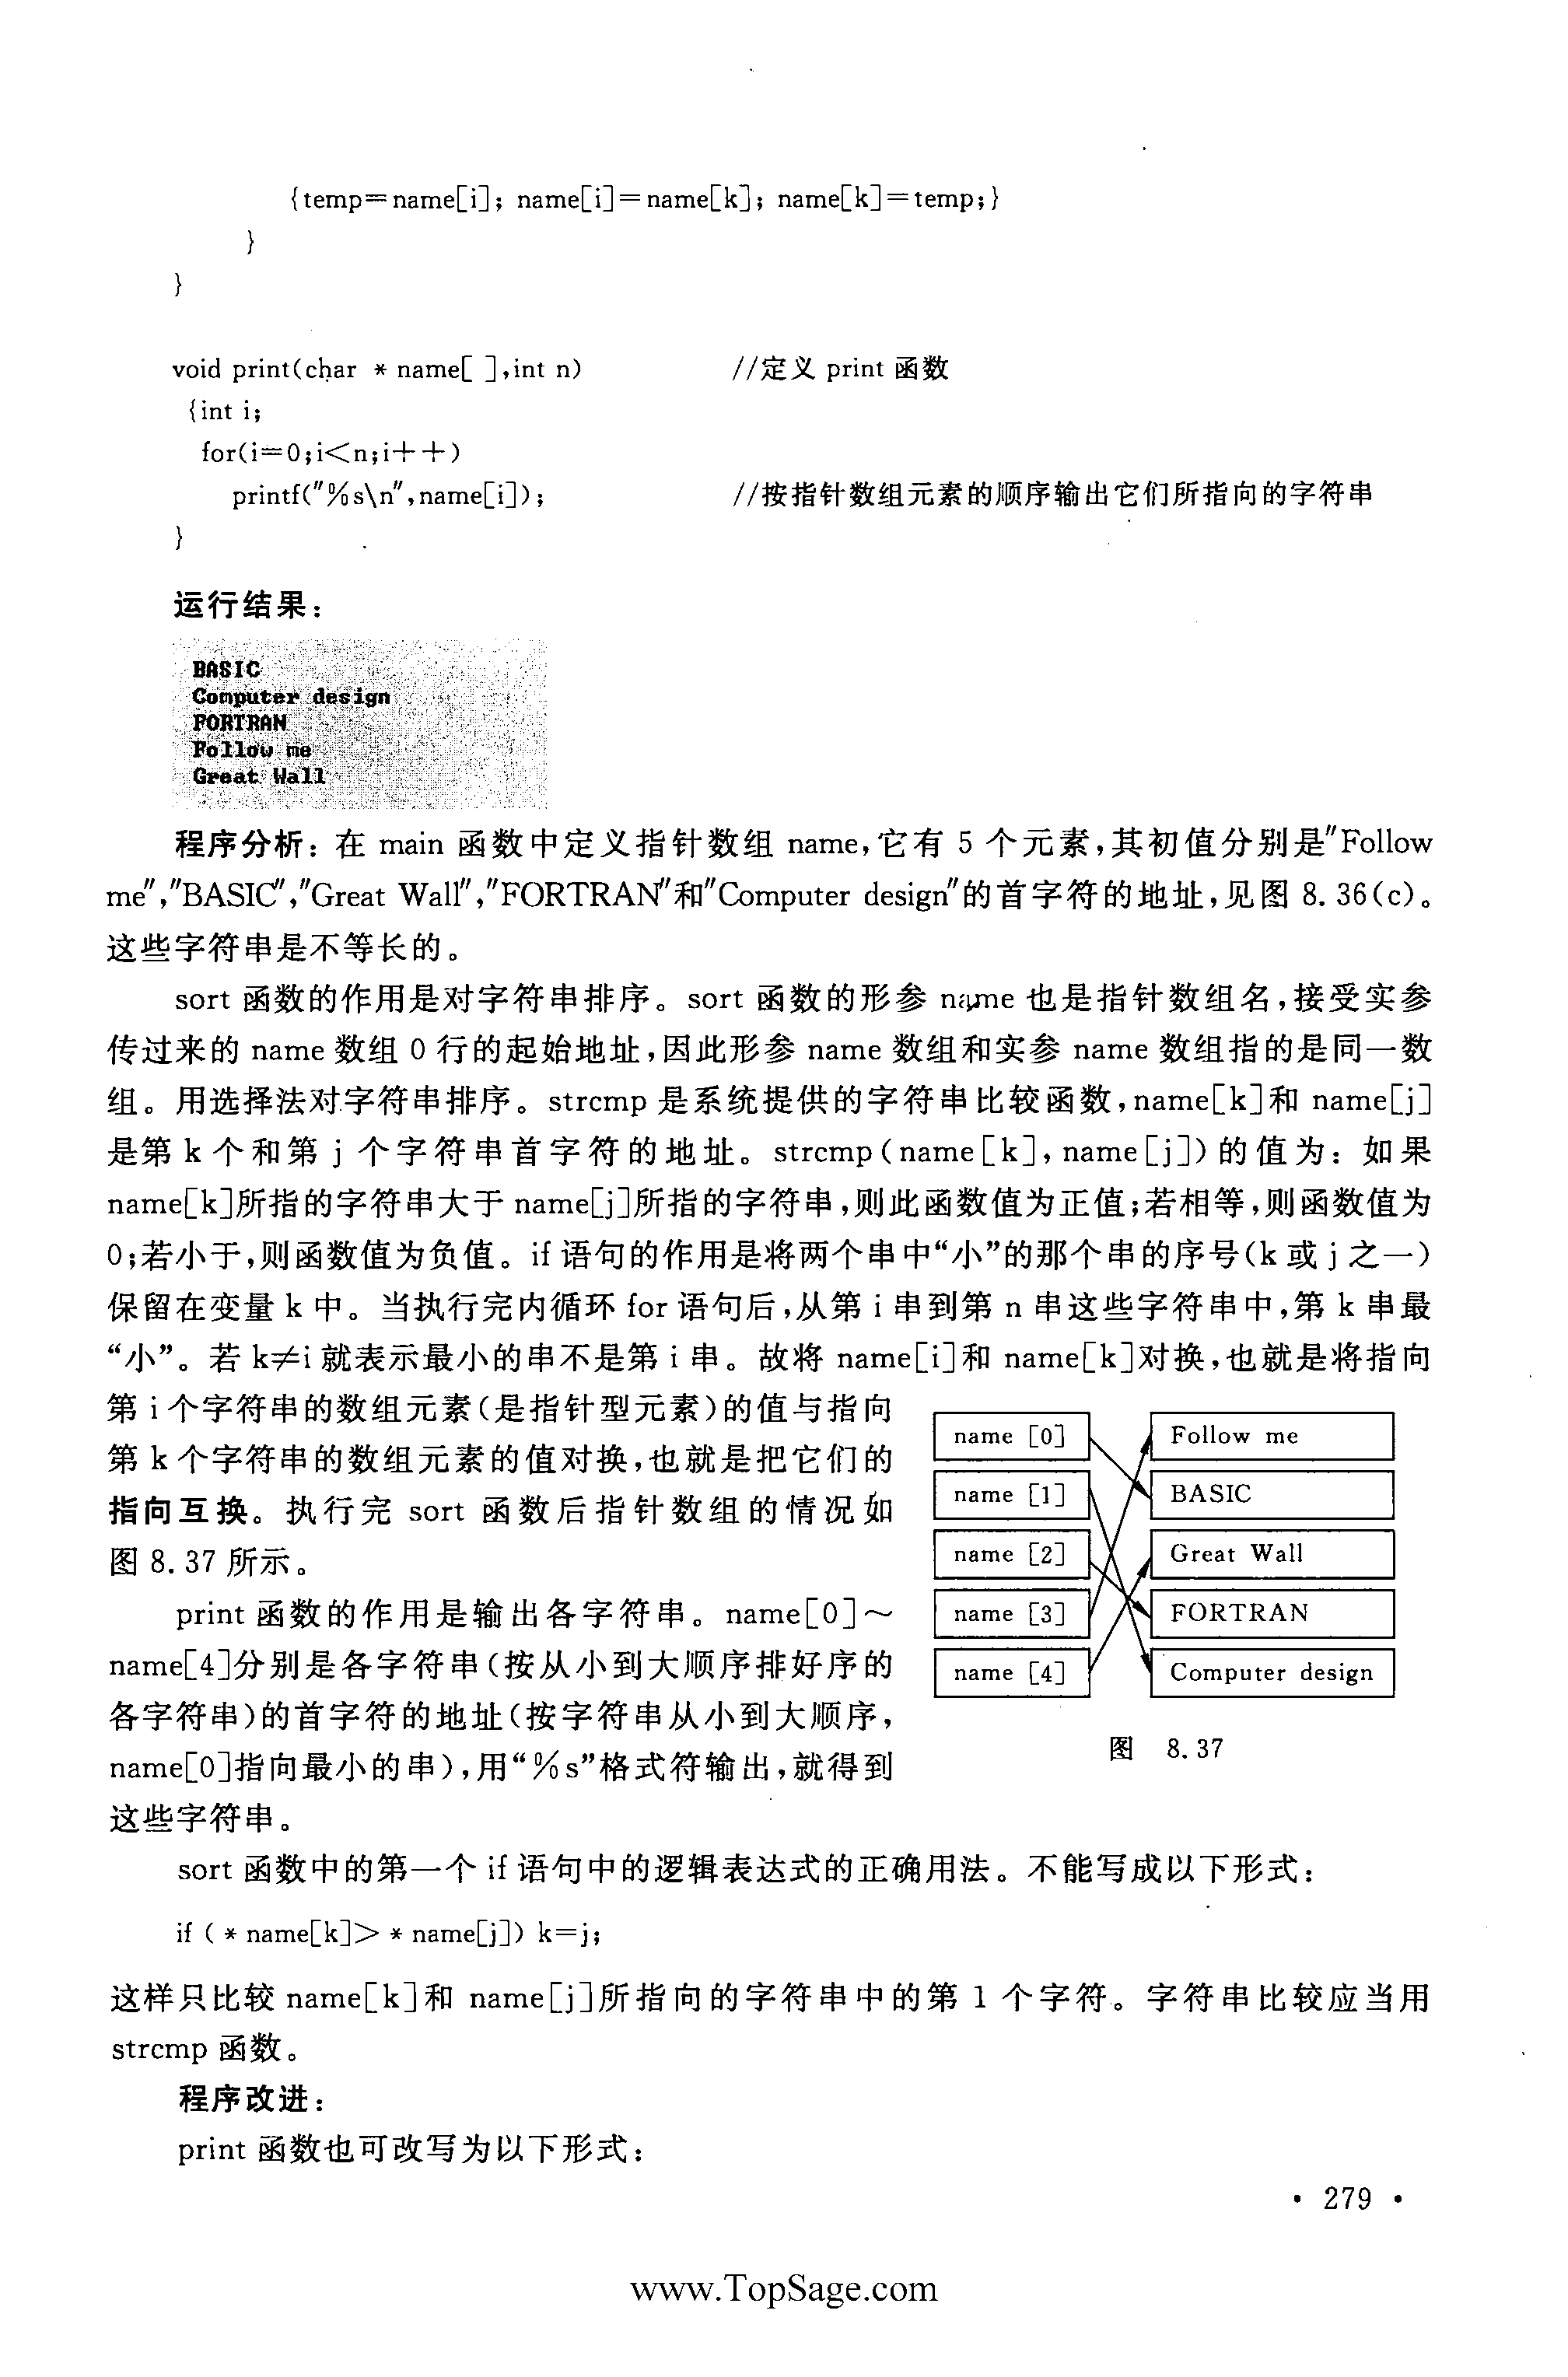 {temp=name[i]; name[i]=name[k]; name[k]=temp;}
}
}
void print(char * name[ ],int n) //定义 print 函数
{int i;
for(i=0;i<n;i++)
printf("%s\n",name[i]); //按指针数组元素的顺序输出它们所指向的字符串
}
运行结果：
BASIC
Computer design
FORTRAN
Follow me
Great Wall
程序分析：在 main 函数中定义指针数组 name，它有 5 个元素，其初值分别是"Follow
me","BASIC","Great Wall","FORTRAN"和"Computer design"的首字符的地址，见图 8.36(c)。
这些字符串是不等长的。
sort 函数的作用是对字符串排序。sort 函数的形参 name 也是指针数组名，接受实参
传过来的 name 数组 0 行的起始地址，因此形参 name 数组和实参 name 数组指的是同一数
组。用选择法对字符串排序。strcmp 是系统提供的字符串比较函数，name[k]和 name[j]
是第 k 个和第 j 个字符串首字符的地址。strcmp(name[k], name[j])的值为：如果
name[k]所指的字符串大于 name[j]所指的字符串，则此函数值为正值；若相等，则函数值为
0；若小于，则函数值为负值。if 语句的作用是将两个串中“小”的那个串的序号(k 或 j 之一)
保留在变量 k 中。当执行完内循环 for 语句后，从第 i 串到第 n 串这些字符串中，第 k 串最
“小”。若 k≠i 就表示最小的串不是第 i 串。故将 name[i]和 name[k]对换，也就是将指向
第 i 个字符串的数组元素(是指针型元素)的值与指向
第 k 个字符串的数组元素的值对换，也就是把它们的
指向互换。执行完 sort 函数后指针数组的情况如
图 8.37 所示。
print 函数的作用是输出各字符串。name[0]～
name[4]分别是各字符串(按从小到大顺序排好序的
各字符串)的首字符的地址(按字符串从小到大顺序，
name[0]指向最小的串)，用“%s”格式符输出，就得到
这些字符串。
name [0] Follow me
name [1] BASIC
name [2] Great Wall
name [3] FORTRAN
name [4] Computer design
图 8.37
sort 函数中的第一个 if 语句中的逻辑表达式的正确用法。不能写成以下形式：
if ( * name[k]> * name[j]) k=j;
这样只比较 name[k]和 name[j]所指向的字符串中的第 1 个字符。字符串比较应当用
strcmp 函数。
程序改进：
print 函数也可改写为以下形式：
· 279 ·
www.TopSage.com